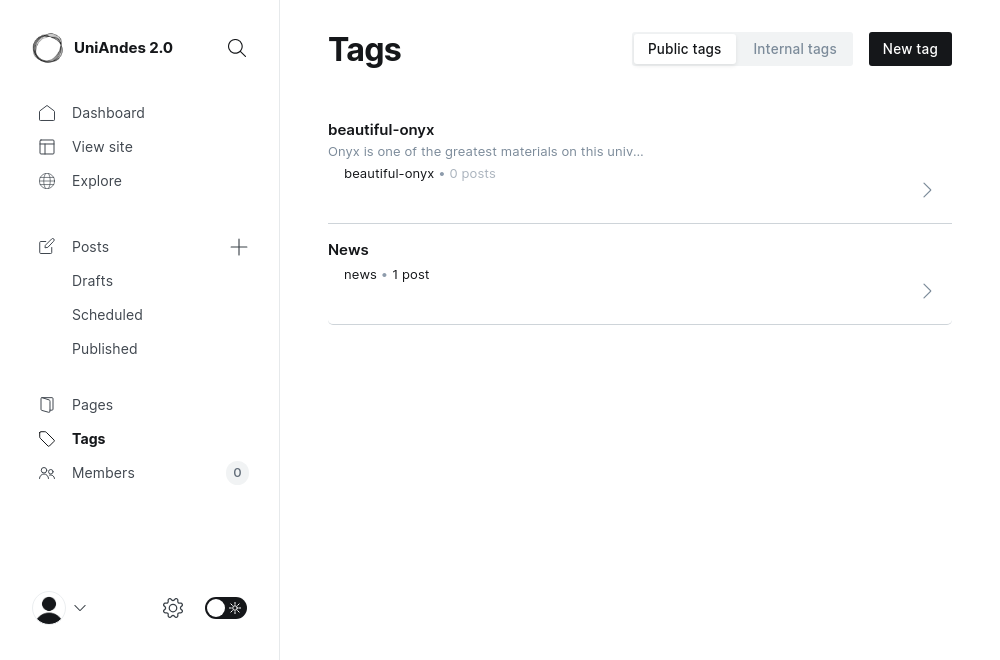 UniAndes 2.0
Dashboard
View site
Explore
Posts
Drafts
Scheduled
Published
Pages
Tags
Members
0
Tags
Public tags
Internal tags
New tag
beautiful-onyx
Onyx is one of the greatest materials on this univ...
beautiful-onyx • 0 posts
News
news • 1 post